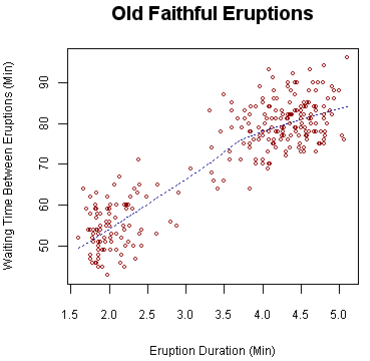 Old Faithful Eruptions
Waiting Time Between Eruptions (Min)
90
80
70
60
50
1.5 2.0 2.5 3.0 3.5 4.0 4.5 5.0
Eruption Duration (Min)